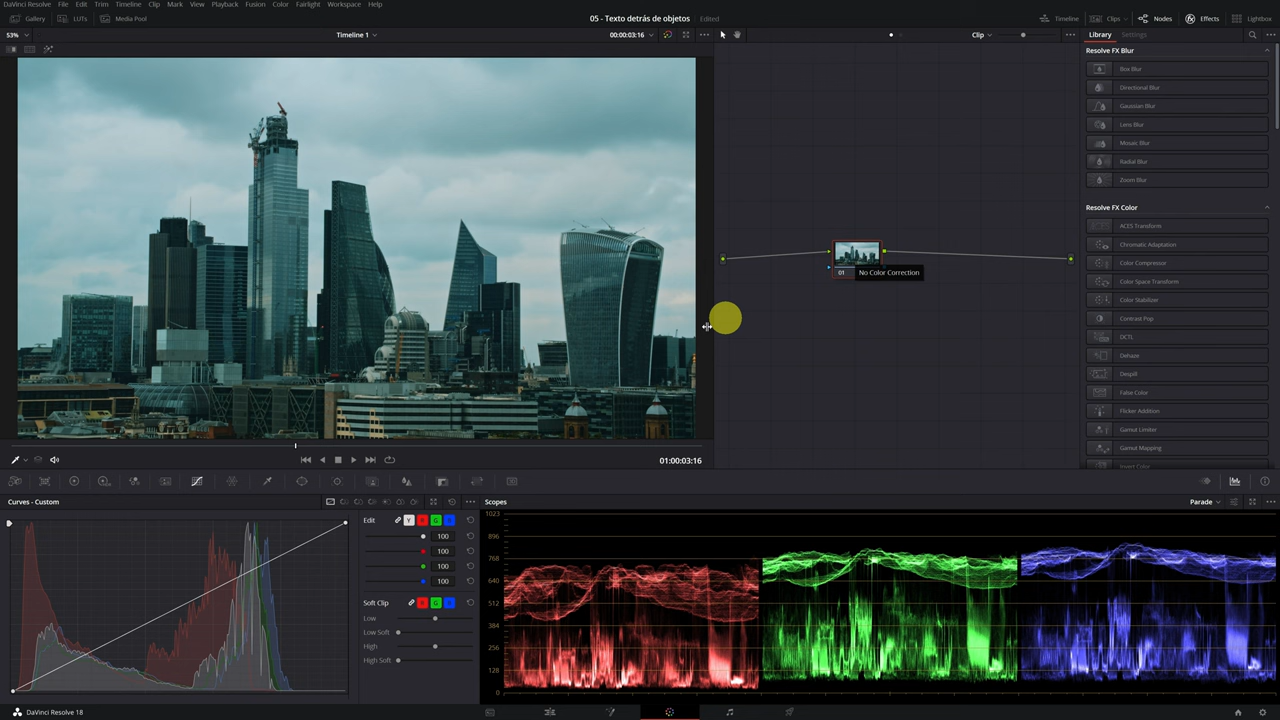 DaVinci Resolve File Edit Trim Timeline Clip Mark View Playback Fusion Color Fairlight Workspace Help
Gallery LUTs Media Pool 05 - Texto detrás de objetos Edited Timeline Clips Nodes Effects Lightbox
53% Timeline 1 00:00:03:16 Clip Library Settings
Resolve FX Blur
Box Blur
Directional Blur
Gaussian Blur
Lens Blur
Mosaic Blur
Radial Blur
Zoom Blur
Resolve FX Color
ACES Transform
Chromatic Adaptation
Color Compressor
Color Space Transform
Color Stabilizer
Contrast Pop
DCTL
Dehaze
Despill
False Color
Flicker Addition
Gamut Limiter
Gamut Mapping
Invert Color
01 No Color Correction
01:00:03:16
Curves - Custom
Edit Y R G B
100
100
100
100
Soft Clip R G B
Low
Low Soft
High
High Soft
Scopes Parade
1023
896
768
640
512
384
256
128
0
DaVinci Resolve 18